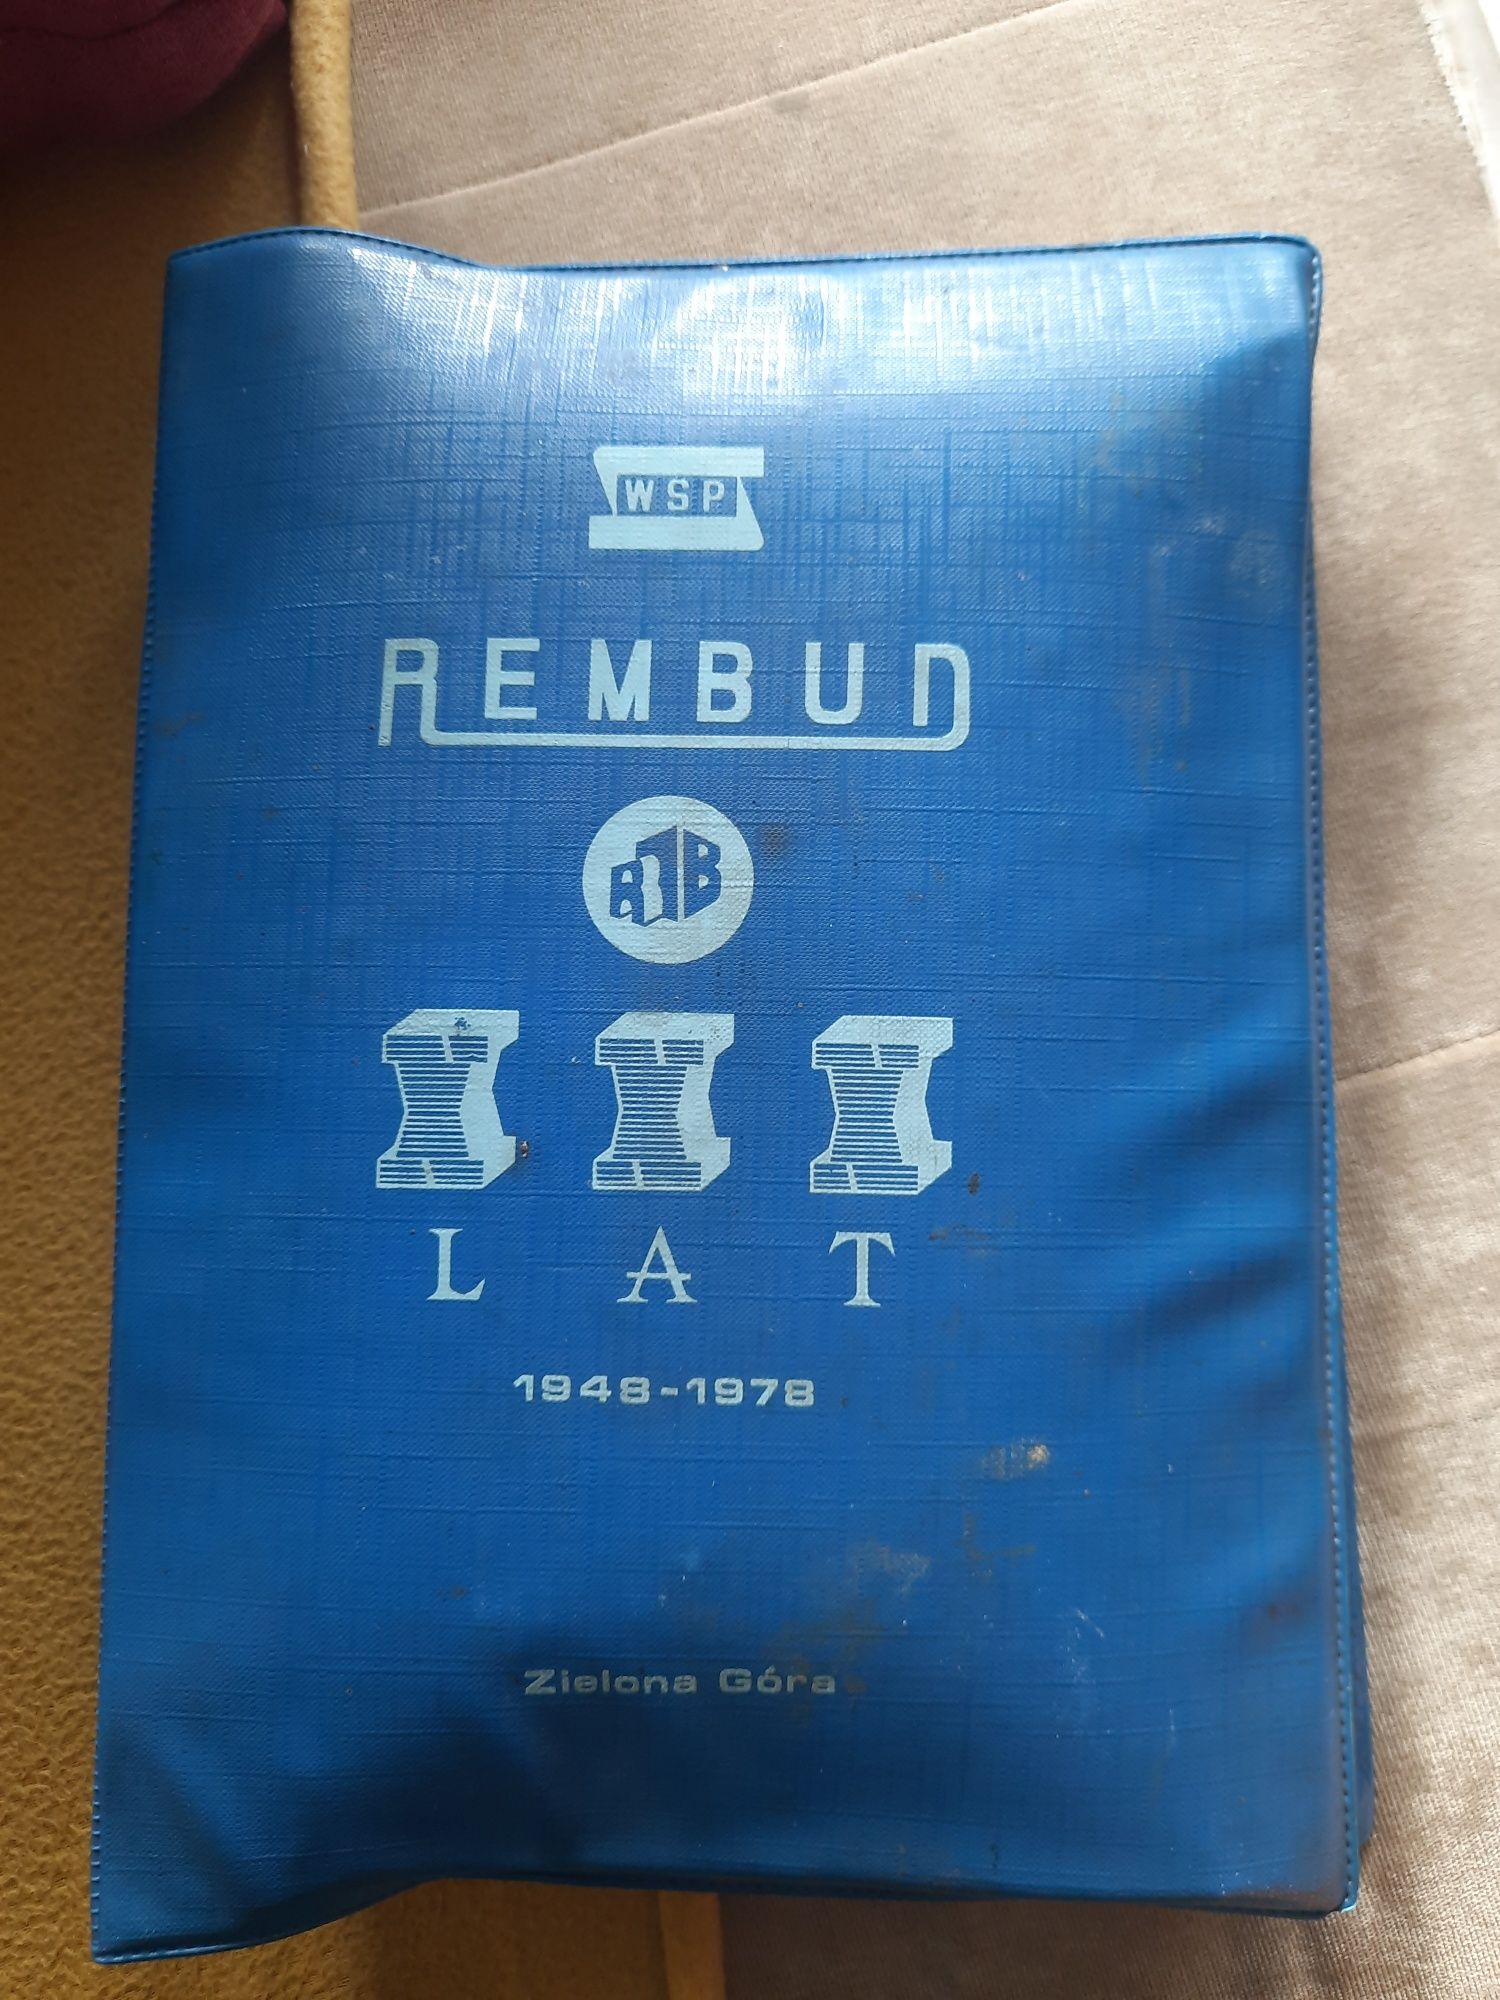 WSP
REMBUD
RB
XXX
LAT
1948-1978
Zielona Góra